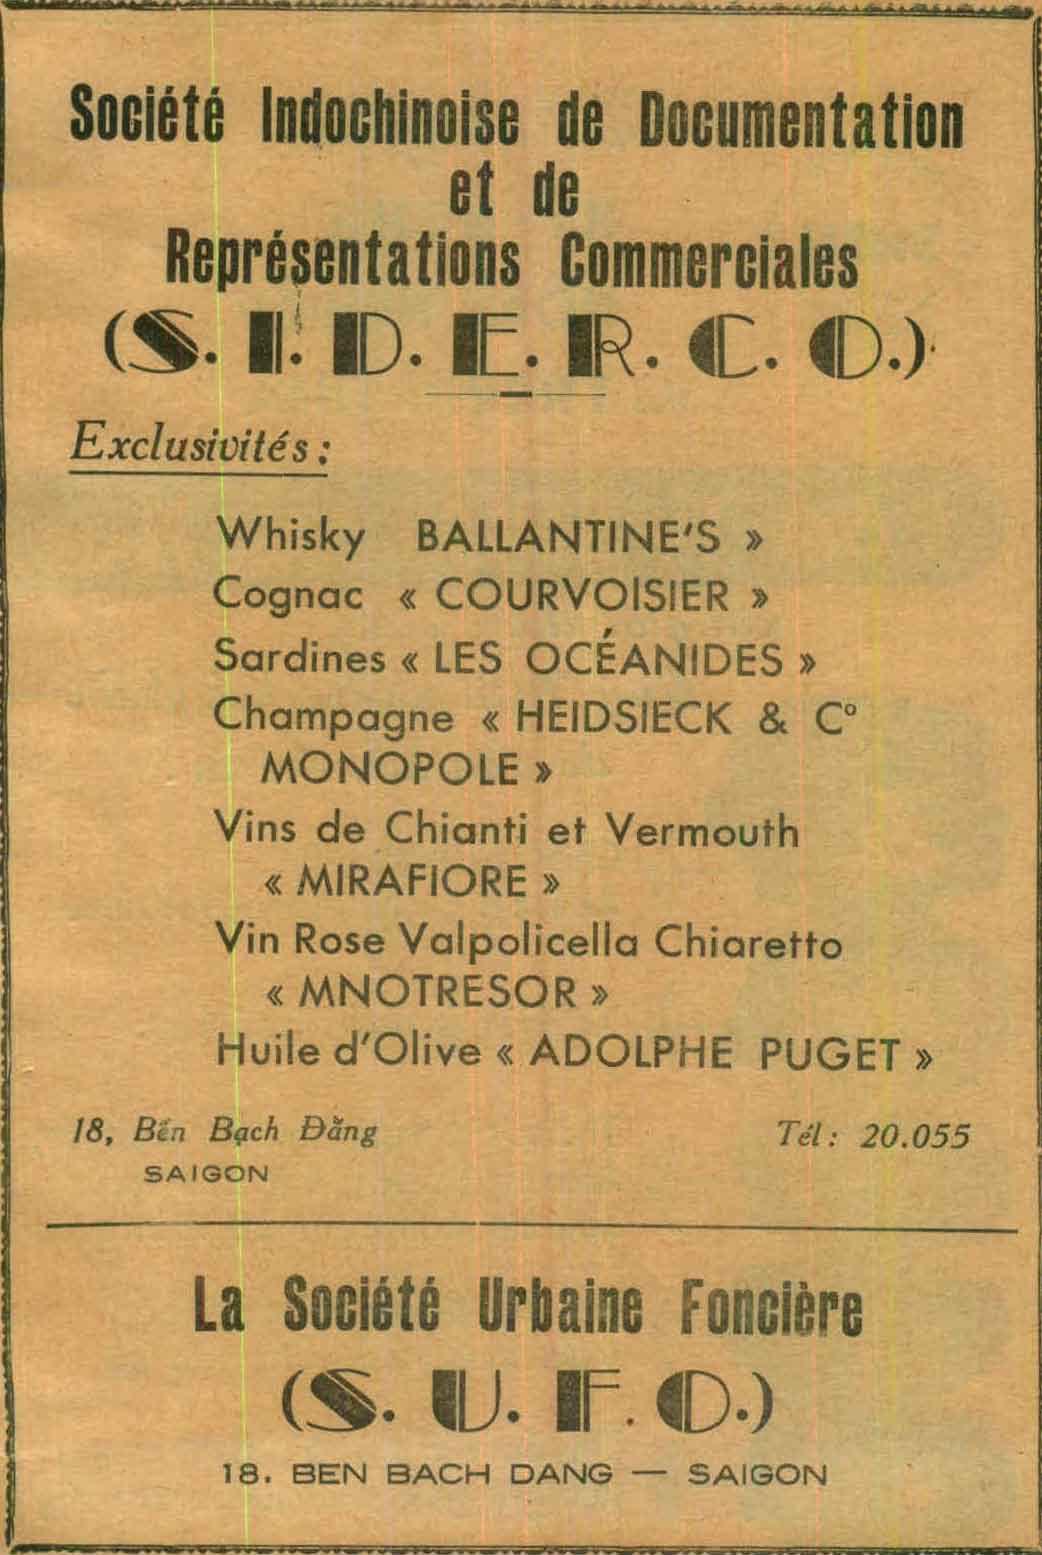 Société Indochinoise de Documentation
et de
Représentations Commerciales
(S. I. D. E. R. C. O.)
Exclusivités :
Whisky BALLANTINE'S »
Cognac « COURVOISIER »
Sardines « LES OCÉANIDES »
Champagne « HEIDSIECK & Cº
MONOPOLE »
Vins de Chianti et Vermouth
« MIRAFIORE »
Vin Rose Valpolicella Chiaretto
« MNOTRESOR »
Huile d'Olive « ADOLPHE PUGET »
18, Bến Bạch Đằng
Tél : 20.055
SAIGON
La Société Urbaine Foncière
(S. U. F. O.)
18. BEN BACH DANG — SAIGON